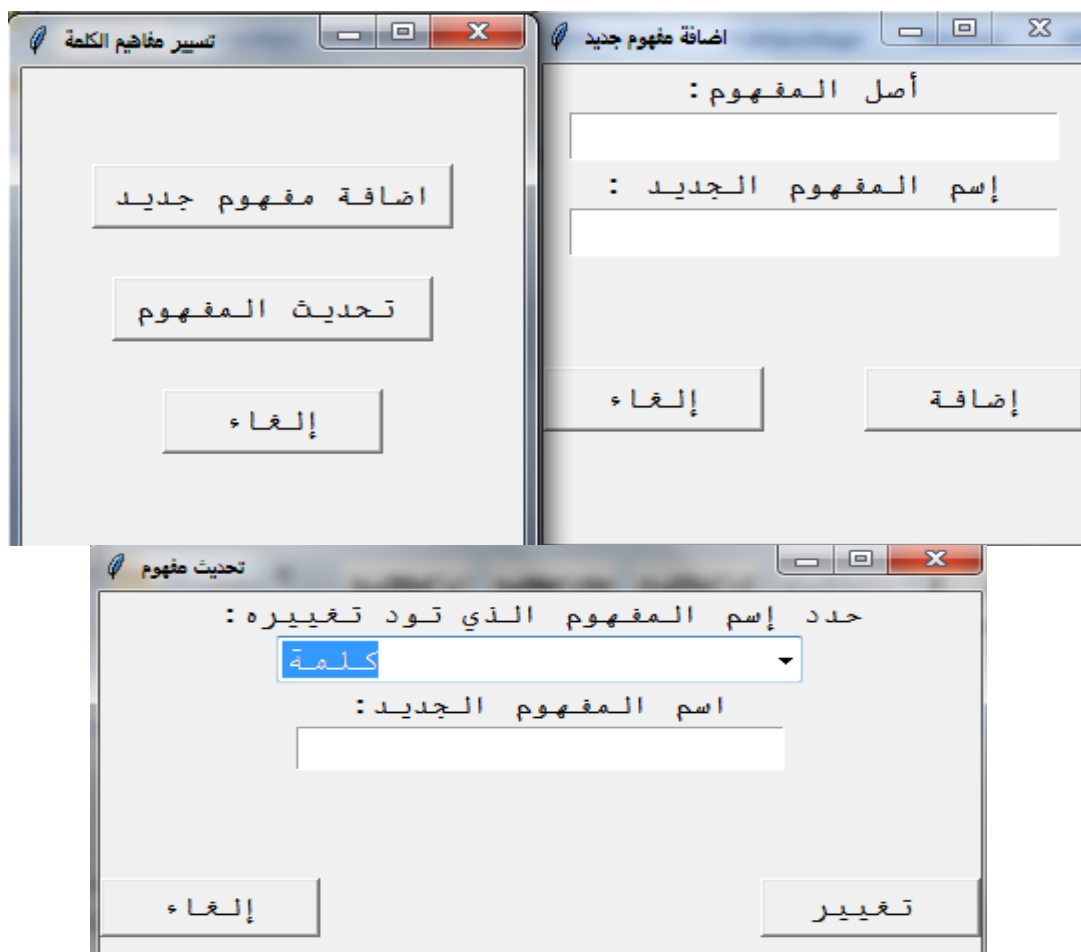 تسيير مفاهيم الكلمة
اضافة مفهوم جديد
تحديث المفهوم
إلغاء
اضافة مفهوم جديد
أصل المفهوم:
إسم المفهوم الجديد :
إلغاء
إضافة
تحديث مفهوم
حدد إسم المفهوم الذي تود تغييره:
كلمة
اسم المفهوم الجديد:
إلغاء
تغيير